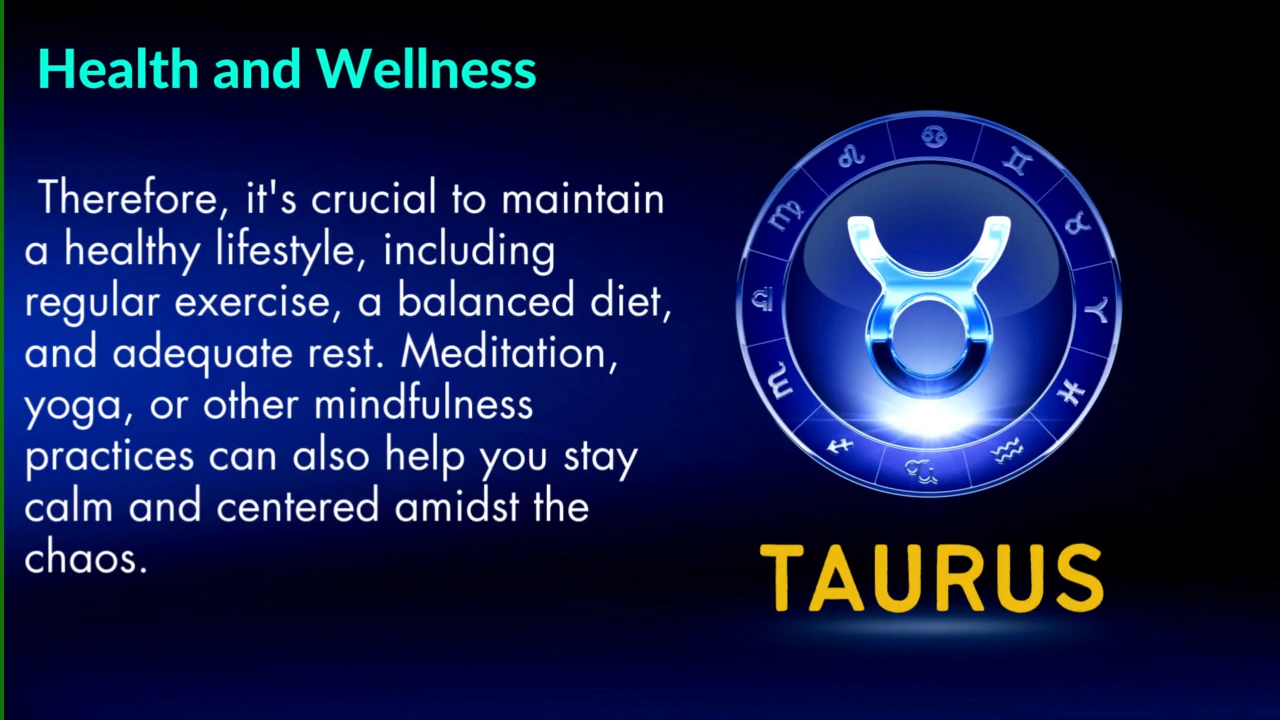 Health and Wellness
Therefore, it's crucial to maintain
a healthy lifestyle, including
regular exercise, a balanced diet,
and adequate rest. Meditation,
yoga, or other mindfulness
practices can also help you stay
calm and centered amidst the
chaos.
TAURUS